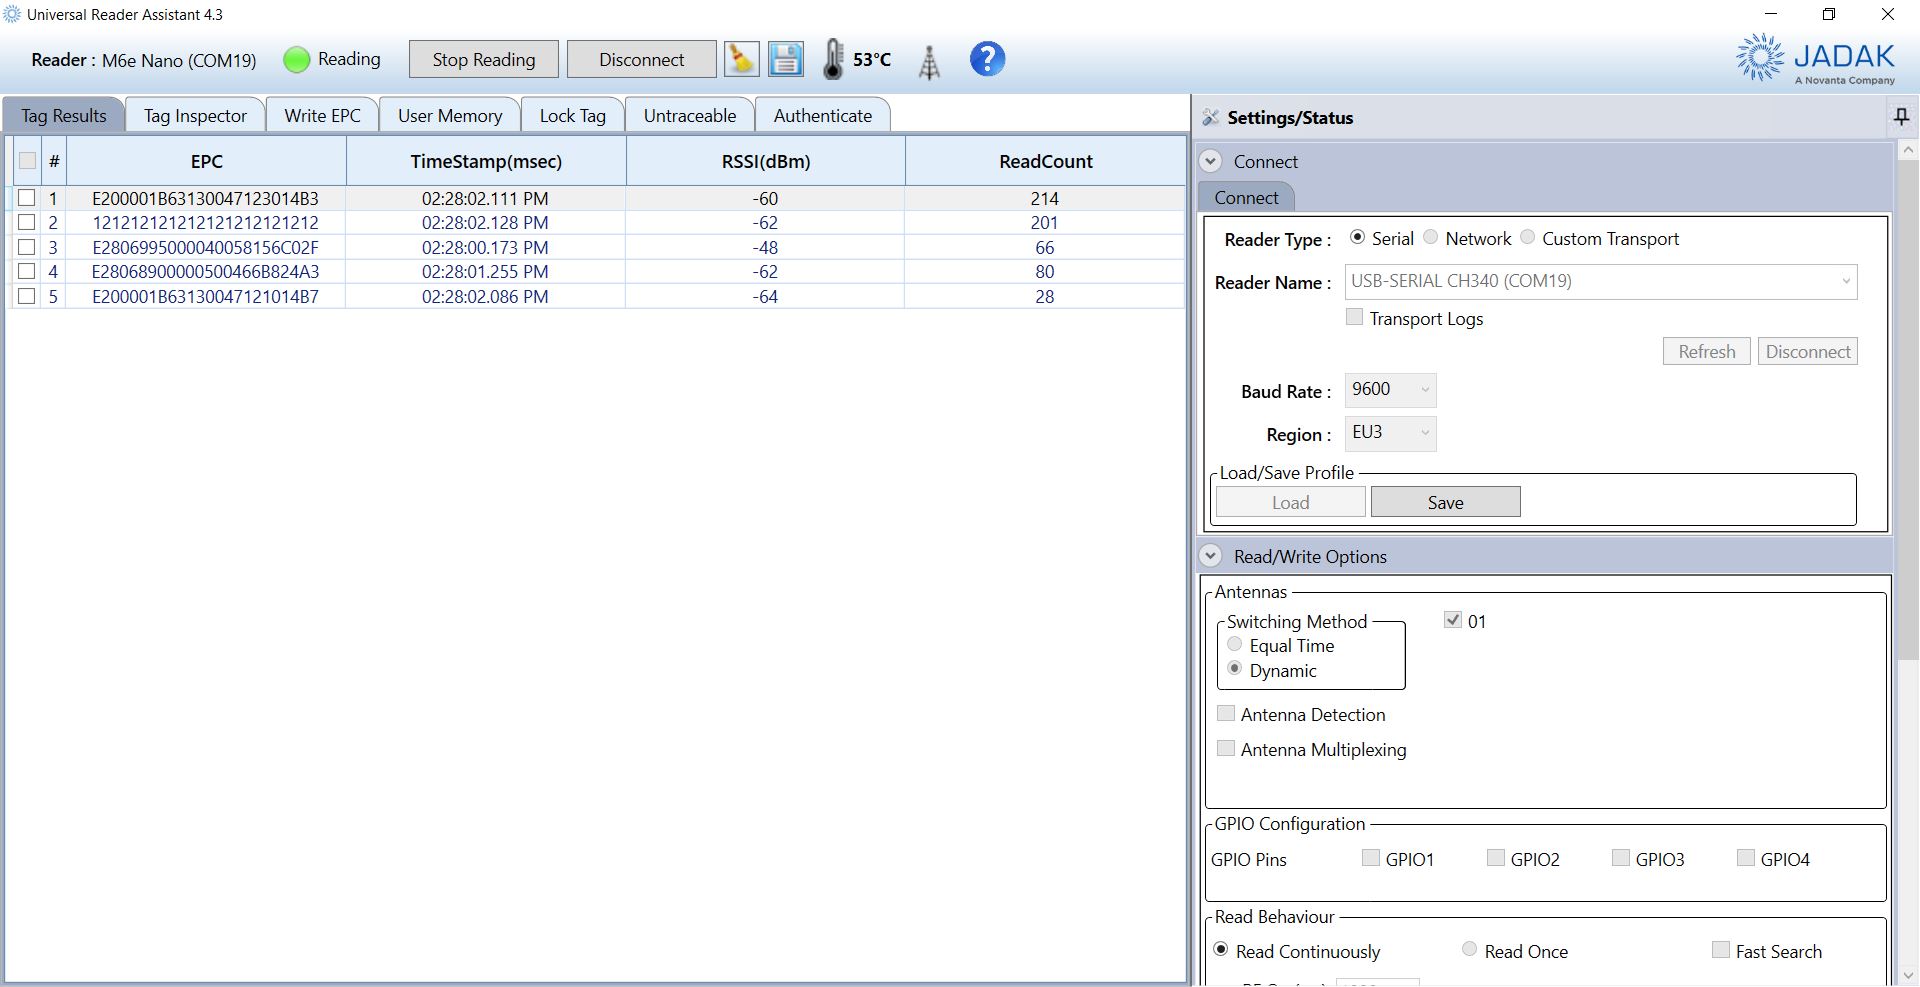 Universal Reader Assistant 4.3
Reader : M6e Nano (COM19) Reading Stop Reading Disconnect 53°C ?
JADAK
A Novanta Company
Tag Results Tag Inspector Write EPC User Memory Lock Tag Untraceable Authenticate
# EPC TimeStamp(msec) RSSI(dBm) ReadCount
1 E200001B63130047123014B3 02:28:02.111 PM -60 214
2 121212121212121212121212 02:28:02.128 PM -62 201
3 E2806995000040058156C02F 02:28:00.173 PM -48 66
4 E28068900000500466B824A3 02:28:01.255 PM -62 80
5 E200001B63130047121014B7 02:28:02.086 PM -64 28
Settings/Status
Connect
Connect
Reader Type : Serial Network Custom Transport
Reader Name : USB-SERIAL CH340 (COM19)
Transport Logs
Refresh Disconnect
Baud Rate : 9600
Region : EU3
Load/Save Profile
Load Save
Read/Write Options
Antennas
Switching Method 01
Equal Time
Dynamic
Antenna Detection
Antenna Multiplexing
GPIO Configuration
GPIO Pins GPIO1 GPIO2 GPIO3 GPIO4
Read Behaviour
Read Continuously Read Once Fast Search